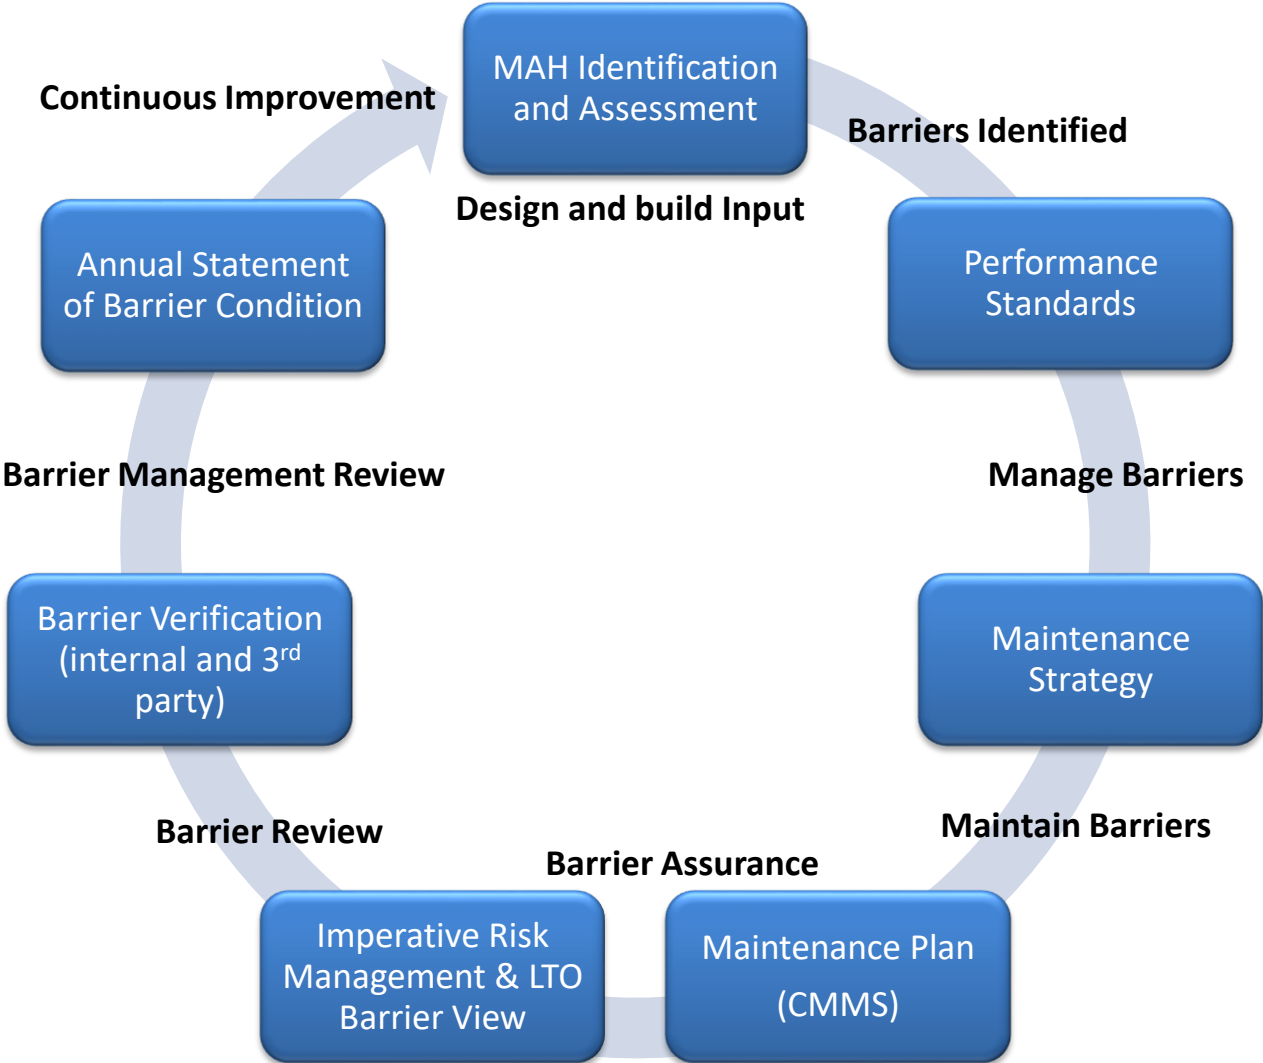 MAH Identification
and Assessment
Continuous Improvement
Barriers Identified
Design and build Input
Annual Statement
of Barrier Condition
Performance
Standards
Barrier Management Review
Manage Barriers
Barrier Verification
(internal and 3rd
party)
Maintenance
Strategy
Barrier Review
Maintain Barriers
Barrier Assurance
Imperative Risk
Management & LTO
Barrier View
Maintenance Plan
(CMMS)